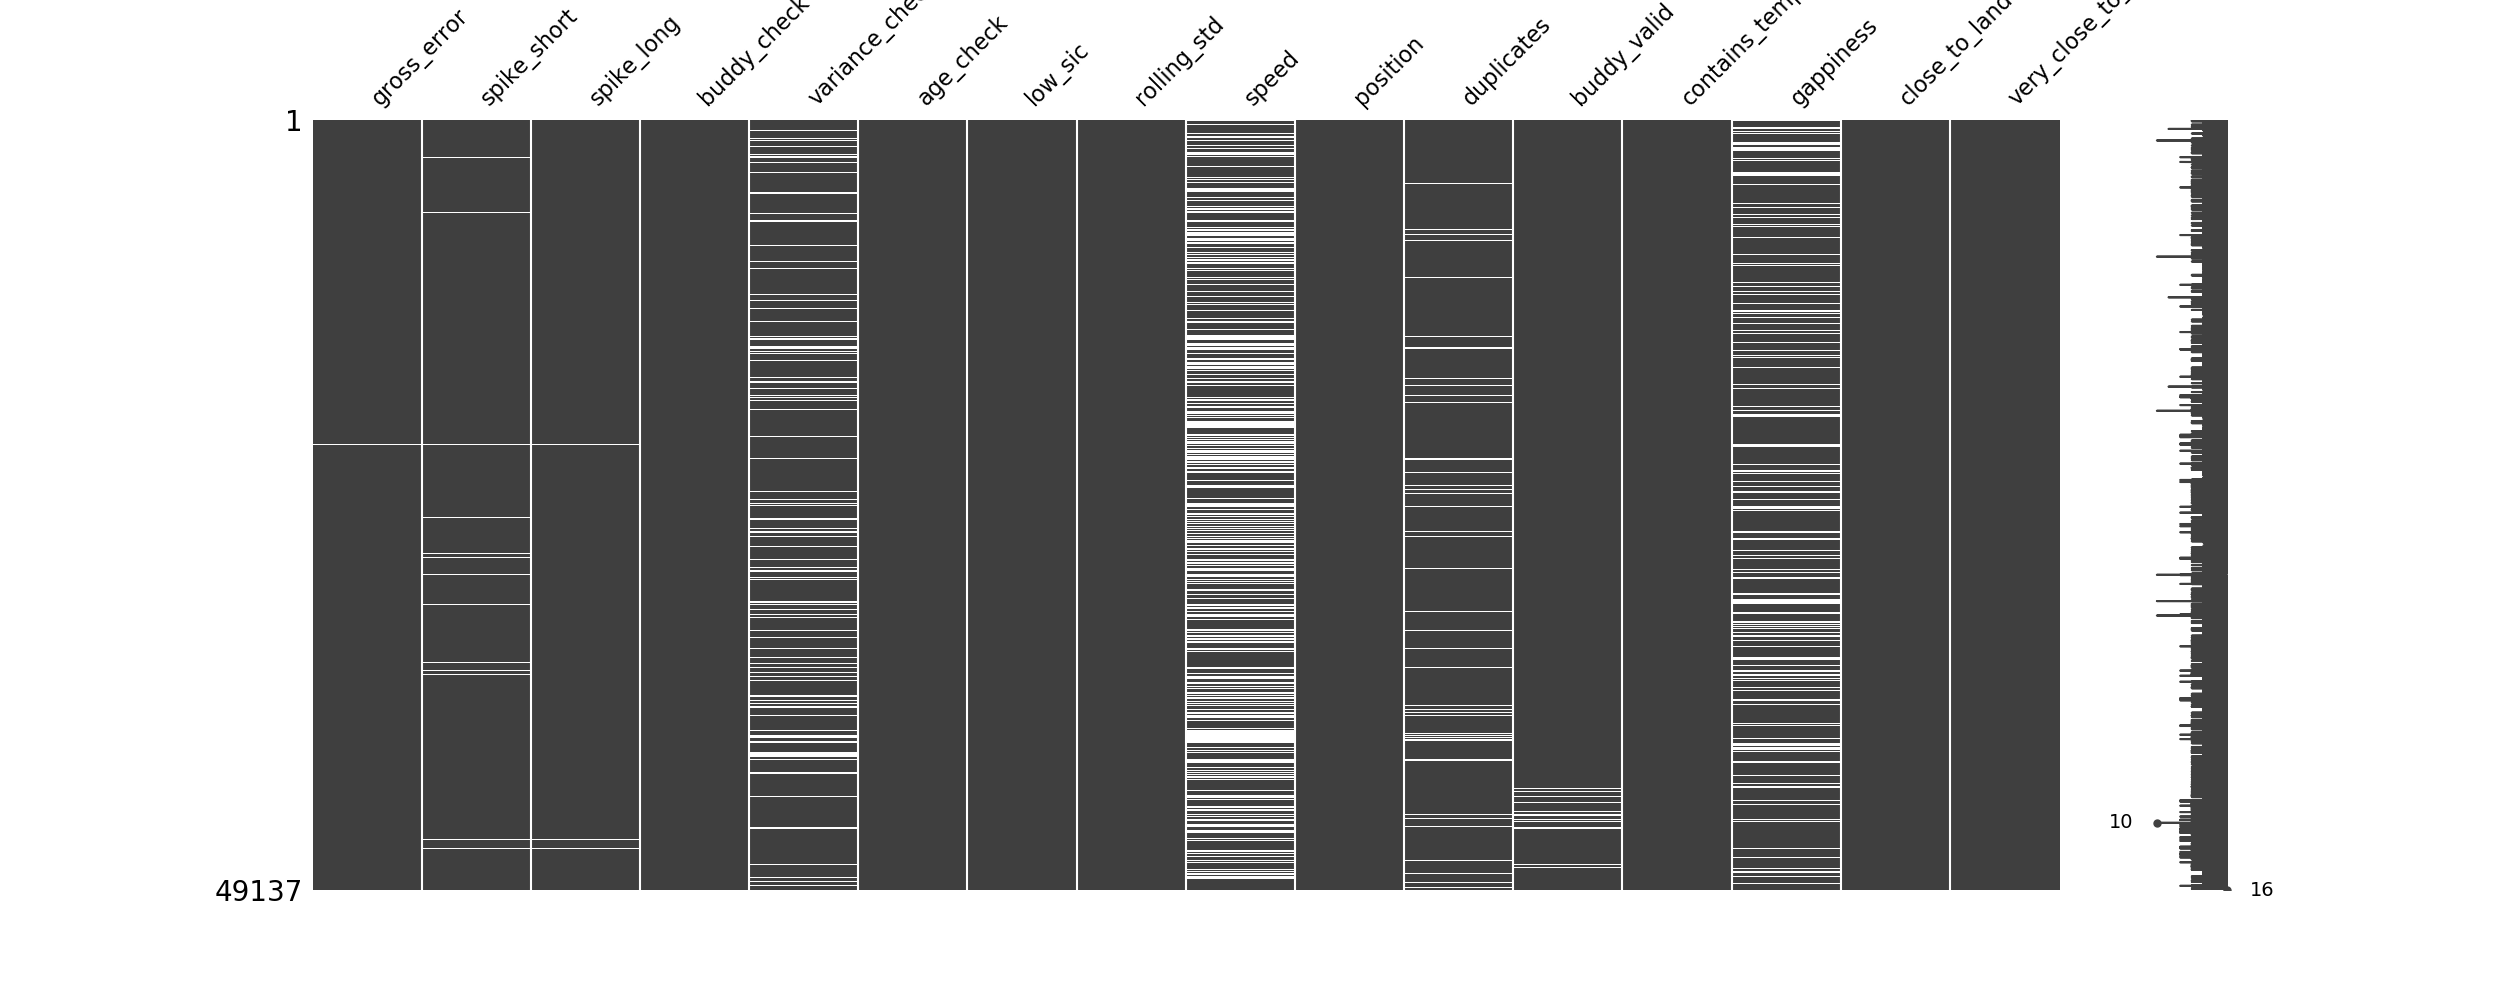 gross_error
spike_short
spike_long
buddy_check
age_check
low_sic
rolling_std
speed
position
duplicates
buddy_valid
gappiness
close_to_land
1
49137
10
16